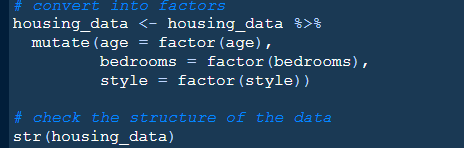 # convert into factors
housing_data <- housing_data %>%
  mutate(age = factor(age),
         bedrooms = factor(bedrooms),
         style = factor(style))

# check the structure of the data
str(housing_data)